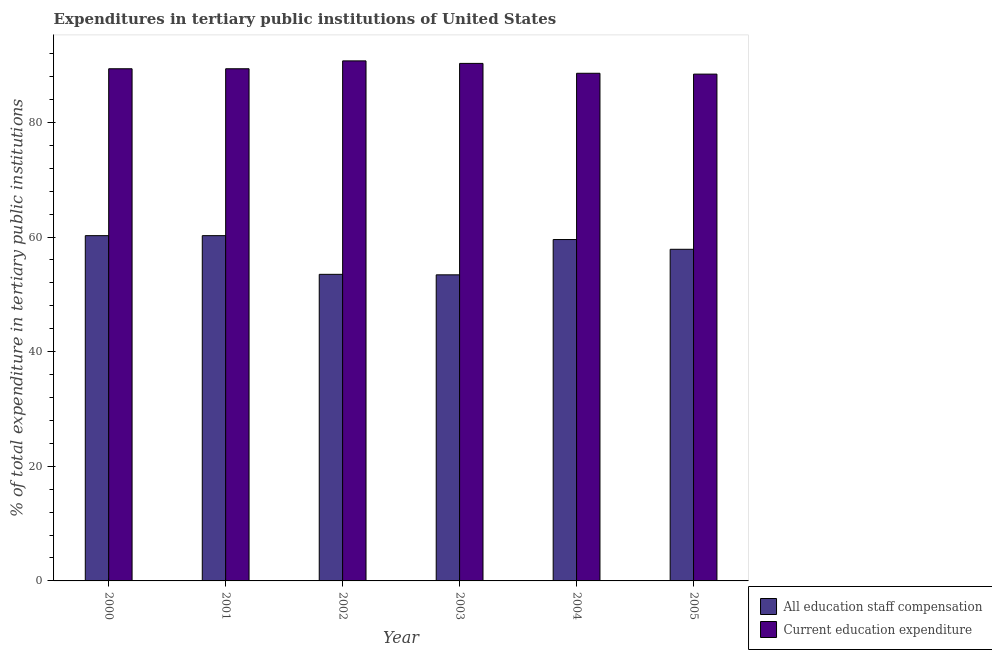 Expenditures in tertiary public institutions of United States
% of total expenditure in tertiary public institutions
0
20
40
60
80
2000
2001
2002
2003
2004
2005
Year
All education staff compensation
Current education expenditure